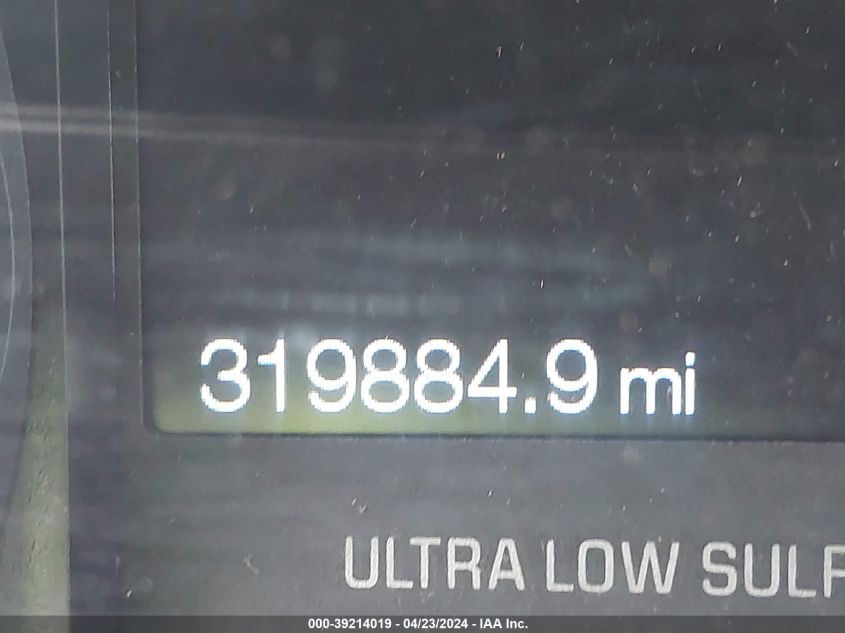 319884.9 mi
ULTRA LOW SULF
000-39214019 - 04/23/2024 - IAA Inc.